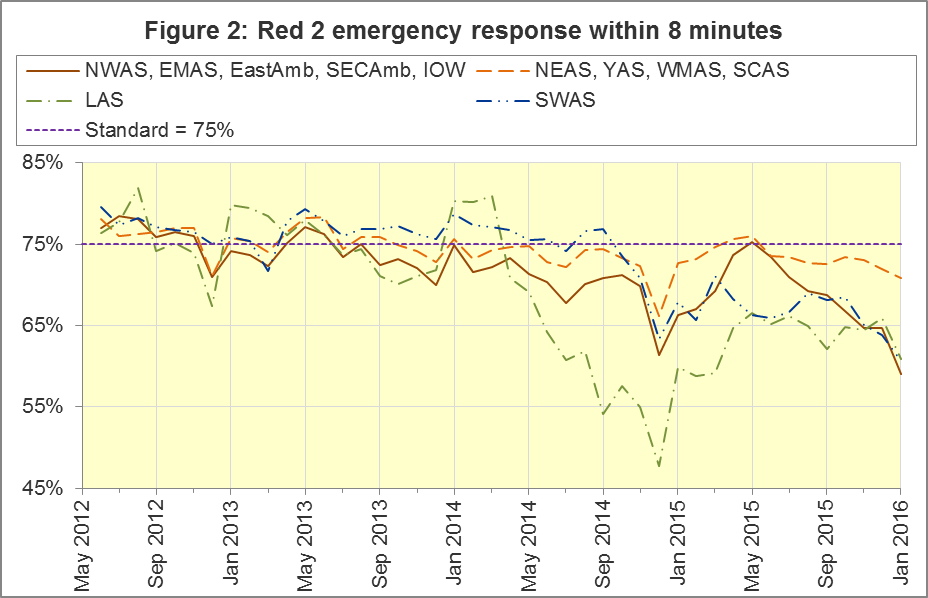 Figure 2: Red 2 emergency response within 8 minutes
NWAS, EMAS, EastAmb, SECAmb, IOW
NEAS, YAS, WMAS, SCAS
LAS
SWAS
Standard = 75%
85%
75%
65%
55%
45%
May 2012
Sep 2012
Jan 2013
May 2013
Sep 2013
Jan 2014
May 2014
Sep 2014
Jan 2015
May 2015
Sep 2015
Jan 2016